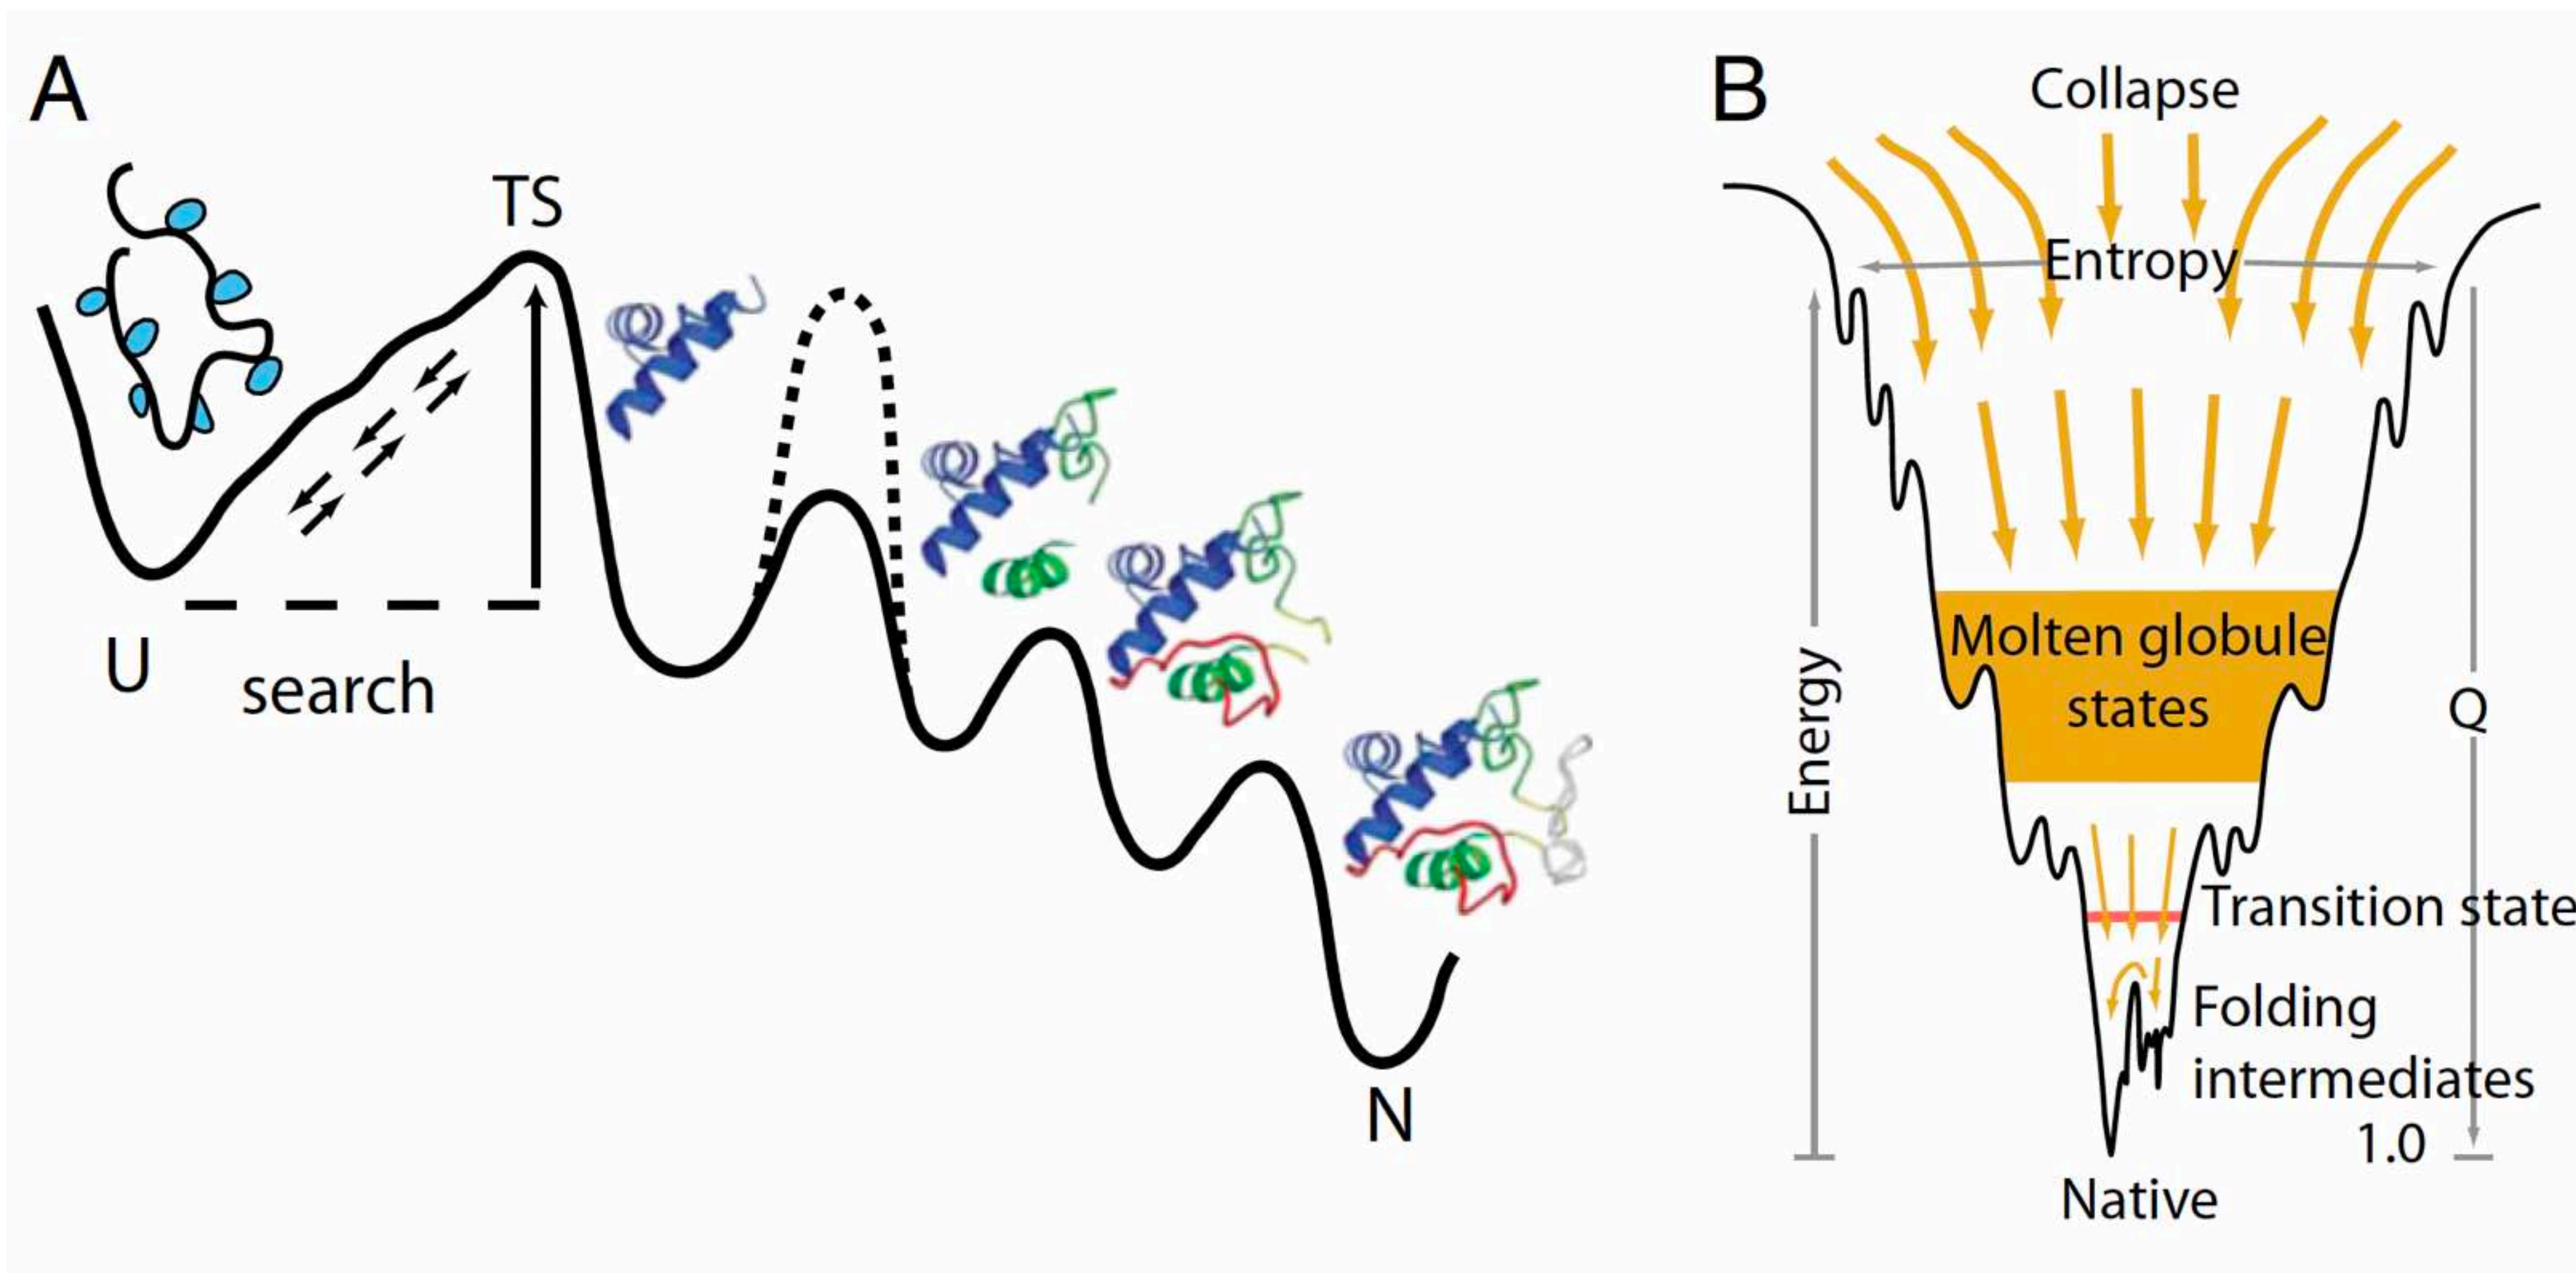 A
TS
U
search
N
B
Collapse
Entropy
Energy
Molten globule
states
Q
Transition state
Folding
intermediates
1.0
Native